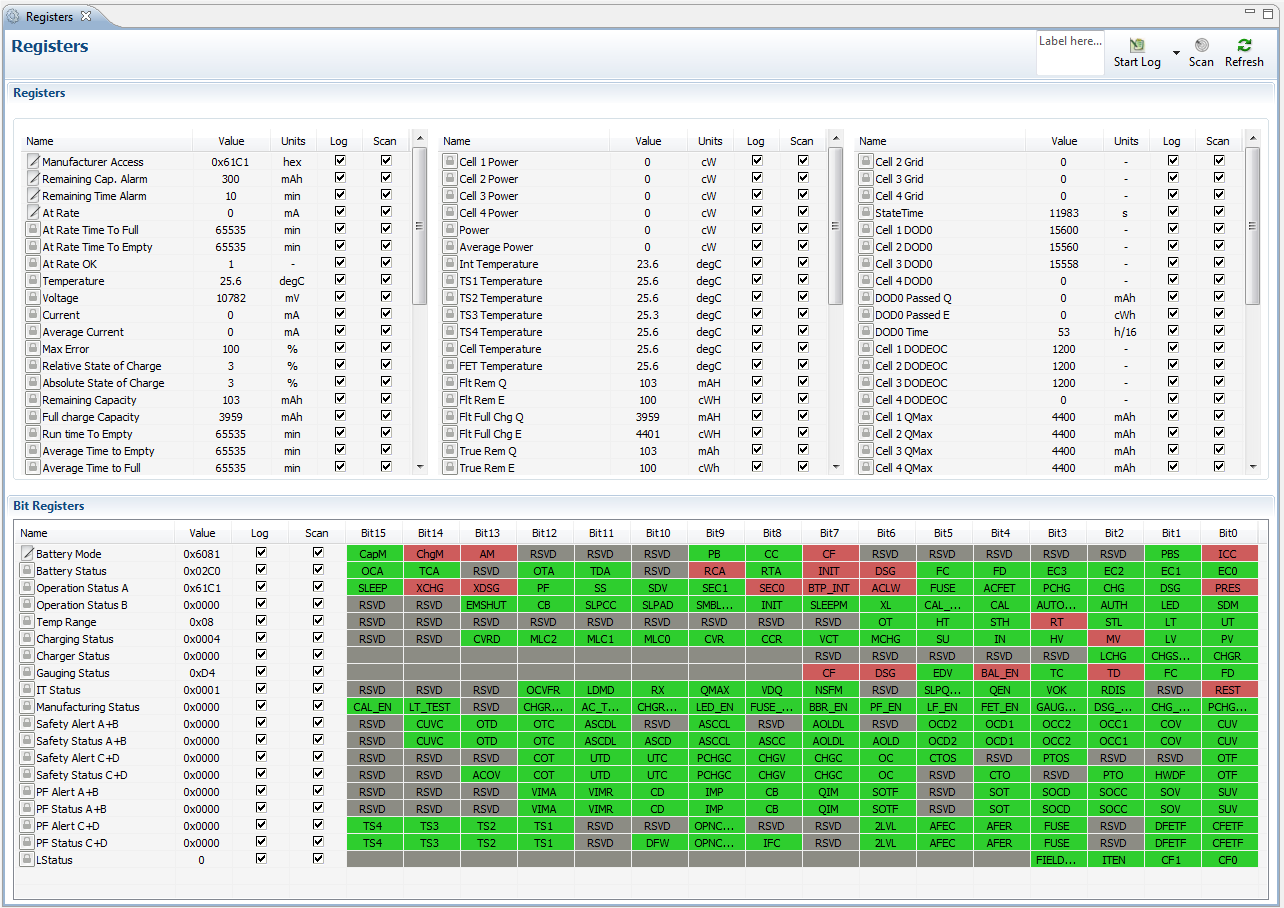 Registers
Registers
Label here...
Start Log
Scan
Refresh
Registers
Name Value Units Log Scan
Manufacturer Access 0x61C1 hex
Remaining Cap. Alarm 300 mAh
Remaining Time Alarm 10 min
At Rate 0 mA
At Rate Time To Full 65535 min
At Rate Time To Empty 65535 min
At Rate OK 1 -
Temperature 25.6 degC
Voltage 10782 mV
Current 0 mA
Average Current 0 mA
Max Error 100 %
Relative State of Charge 3 %
Absolute State of Charge 3 %
Remaining Capacity 103 mAh
Full charge Capacity 3959 mAh
Run time To Empty 65535 min
Average Time to Empty 65535 min
Average Time to Full 65535 min
Name Value Units Log Scan
Cell 1 Power 0 cW
Cell 2 Power 0 cW
Cell 3 Power 0 cW
Cell 4 Power 0 cW
Power 0 cW
Average Power 0 cW
Int Temperature 23.6 degC
TS1 Temperature 25.6 degC
TS2 Temperature 25.6 degC
TS3 Temperature 25.3 degC
TS4 Temperature 25.6 degC
Cell Temperature 25.6 degC
FET Temperature 25.6 degC
Flt Rem Q 103 mAH
Flt Rem E 100 cWH
Flt Full Chg Q 3959 mAH
Flt Full Chg E 4401 cWH
True Rem Q 103 mAh
True Rem E 100 cWh
Name Value Units Log Scan
Cell 2 Grid 0 -
Cell 3 Grid 0 -
Cell 4 Grid 0 -
StateTime 11983 s
Cell 1 DOD0 15600 -
Cell 2 DOD0 15560 -
Cell 3 DOD0 15558 -
Cell 4 DOD0 0 -
DOD0 Passed Q 0 mAh
DOD0 Passed E 0 cWh
DOD0 Time 53 h/16
Cell 1 DODEOC 1200 -
Cell 2 DODEOC 1200 -
Cell 3 DODEOC 1200 -
Cell 4 DODEOC 0 -
Cell 1 QMax 4400 mAh
Cell 2 QMax 4400 mAh
Cell 3 QMax 4400 mAh
Cell 4 QMax 4400 mAh
Bit Registers
Name Value Log Scan Bit15 Bit14 Bit13 Bit12 Bit11 Bit10 Bit9 Bit8 Bit7 Bit6 Bit5 Bit4 Bit3 Bit2 Bit1 Bit0
Battery Mode 0x6081 CapM ChgM AM RSVD RSVD RSVD PB CC CF RSVD RSVD RSVD RSVD RSVD PBS ICC
Battery Status 0x02C0 OCA TCA RSVD OTA TDA RSVD RCA RTA INIT DSG FC FD EC3 EC2 EC1 EC0
Operation Status A 0x61C1 SLEEP XCHG XDSG PF SS SDV SEC1 SEC0 BTP_INT ACLW FUSE ACFET PCHG CHG DSG PRES
Operation Status B 0x0000 RSVD RSVD EMSHUT CB SLPCC SLPAD SMBL... INIT SLEEPM XL CAL_... CAL AUTO... AUTH LED SDM
Temp Range 0x08 RSVD RSVD RSVD RSVD RSVD RSVD RSVD RSVD RSVD OT HT STH RT STL LT UT
Charging Status 0x0004 RSVD RSVD CVRD MLC2 MLC1 MLC0 CVR CCR VCT MCHG SU IN HV MV LV PV
Charger Status 0x0000 RSVD RSVD RSVD RSVD RSVD LCHG CHGS... CHGR
Gauging Status 0xD4 CF DSG EDV BAL_EN TC TD FC FD
IT Status 0x0001 RSVD RSVD RSVD OCVFR LDMD RX QMAX VDQ NSFM RSVD SLPQ... QEN VOK RDIS RSVD REST
Manufacturing Status 0x0000 CAL_EN LT_TEST RSVD CHGR... AC_T... CHGR... LED_EN FUSE_... BBR_EN PF_EN LF_EN FET_EN GAUG... DSG_... CHG_... PCHG...
Safety Alert A+B 0x0000 RSVD CUVC OTD OTC ASCDL RSVD ASCCL RSVD AOLDL RSVD OCD2 OCD1 OCC2 OCC1 COV CUV
Safety Status A+B 0x0000 RSVD CUVC OTD OTC ASCDL ASCD ASCCL ASCC AOLDL AOLD OCD2 OCD1 OCC2 OCC1 COV CUV
Safety Alert C+D 0x0000 RSVD RSVD RSVD COT UTD UTC PCHGC CHGV CHGC OC CTOS RSVD PTOS RSVD RSVD OTF
Safety Status C+D 0x0000 RSVD RSVD ACOV COT UTD UTC PCHGC CHGV CHGC OC RSVD CTO RSVD PTO HWDF OTF
PF Alert A+B 0x0000 RSVD RSVD RSVD VIMA VIMR CD IMP CB QIM SOTF RSVD SOT SOCD SOCC SOV SUV
PF Status A+B 0x0000 RSVD RSVD RSVD VIMA VIMR CD IMP CB QIM SOTF RSVD SOT SOCD SOCC SOV SUV
PF Alert C+D 0x0000 TS4 TS3 TS2 TS1 RSVD RSVD OPNC... RSVD RSVD 2LVL AFEC AFER FUSE RSVD DFETF CFETF
PF Status C+D 0x0000 TS4 TS3 TS2 TS1 RSVD DFW OPNC... IFC RSVD 2LVL AFEC AFER FUSE RSVD DFETF CFETF
LStatus 0 FIELD... ITEN CF1 CF0